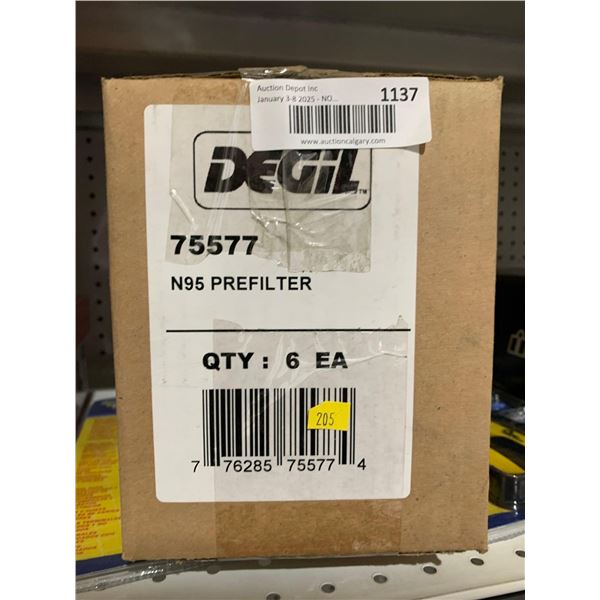 Auction Depot Inc
January 3-8 2025 - NO...
1137
www.auctioncalgary.com
DEGIL™
75577
N95 PREFILTER
QTY : 6 EA
205
7 76285 75577 4